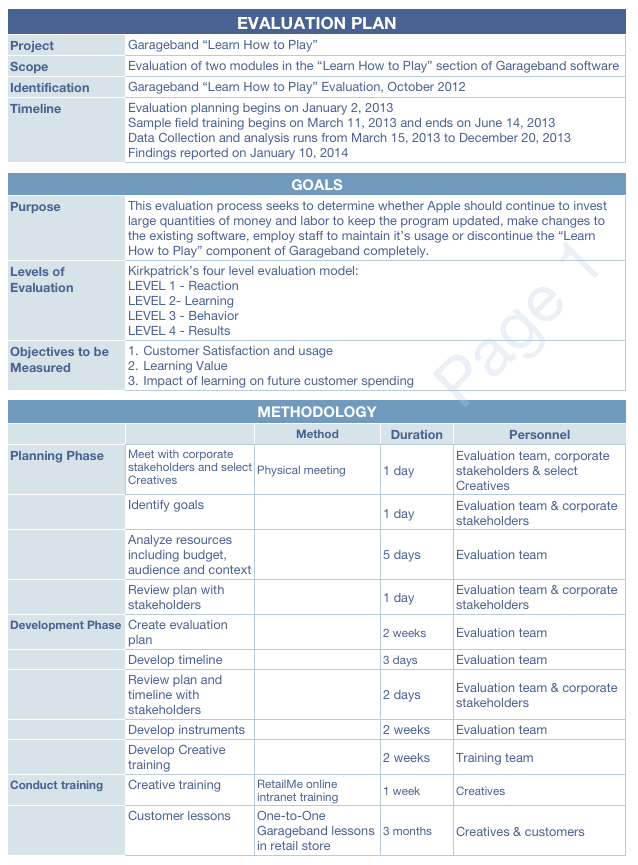 EVALUATION PLAN
Project
Garageband “Learn How to Play”
Scope
Evaluation of two modules in the “Learn How to Play” section of Garageband software
Identification
Garageband “Learn How to Play” Evaluation, October 2012
Timeline
Evaluation planning begins on January 2, 2013
Sample field training begins on March 11, 2013 and ends on June 14, 2013
Data Collection and analysis runs from March 15, 2013 to December 20, 2013
Findings reported on January 10, 2014
GOALS
Purpose
This evaluation process seeks to determine whether Apple should continue to invest
large quantities of money and labor to keep the program updated, make changes to
the existing software, employ staff to maintain it’s usage or discontinue the “Learn
How to Play” component of Garageband completely.
Levels of
Evaluation
Kirkpatrick’s four level evaluation model:
LEVEL 1 - Reaction
LEVEL 2- Learning
LEVEL 3 - Behavior
LEVEL 4 - Results
Objectives to be
Measured
1. Customer Satisfaction and usage
2. Learning Value
3. Impact of learning on future customer spending
Page 1
METHODOLOGY
Method Duration Personnel
Planning Phase
Meet with corporate
stakeholders and select
Creatives
Physical meeting
1 day
Evaluation team, corporate
stakeholders & select
Creatives
Identify goals
1 day
Evaluation team & corporate
stakeholders
Analyze resources
including budget,
audience and context
5 days
Evaluation team
Review plan with
stakeholders
1 day
Evaluation team & corporate
stakeholders
Development Phase
Create evaluation
plan
2 weeks
Evaluation team
Develop timeline
3 days
Evaluation team
Review plan and
timeline with
stakeholders
2 days
Evaluation team & corporate
stakeholders
Develop instruments
2 weeks
Evaluation team
Develop Creative
training
2 weeks
Training team
Conduct training
Creative training
RetailMe online
intranet training
1 week
Creatives
Customer lessons
One-to-One
Garageband lessons
in retail store
3 months
Creatives & customers